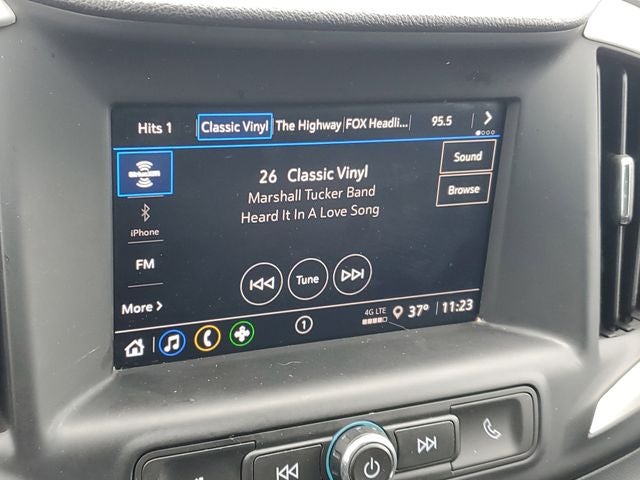 Hits 1 Classic Vinyl The Highway FOX Headli... 95.5
SiriusXM
26 Classic Vinyl
Marshall Tucker Band
Heard It In A Love Song
Sound
Browse
iPhone
FM
Tune
More
1
4G LTE
37° 11:23